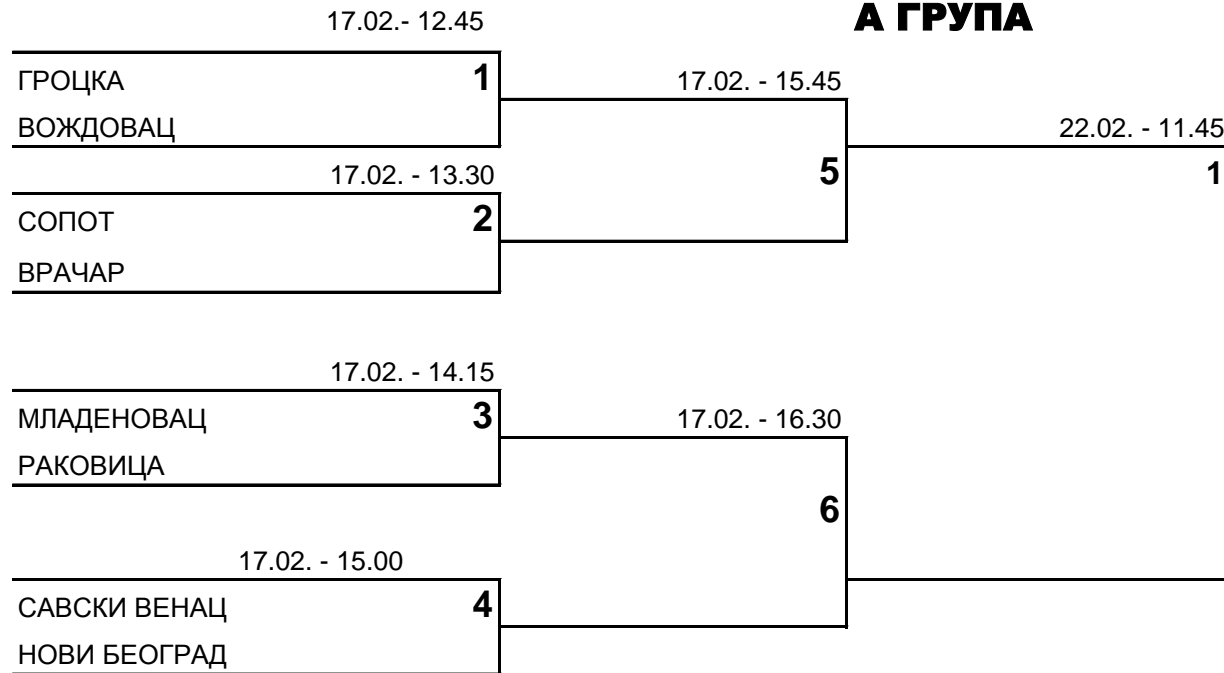 17.02.- 12.45
А ГРУПА
ГРОЦКА 1
17.02. - 15.45
ВОЖДОВАЦ
22.02. - 11.45
17.02. - 13.30
5
1
СОПОТ 2
ВРАЧАР
17.02. - 14.15
МЛАДЕНОВАЦ 3
17.02. - 16.30
РАКОВИЦА
6
17.02. - 15.00
САВСКИ ВЕНАЦ 4
НОВИ БЕОГРАД